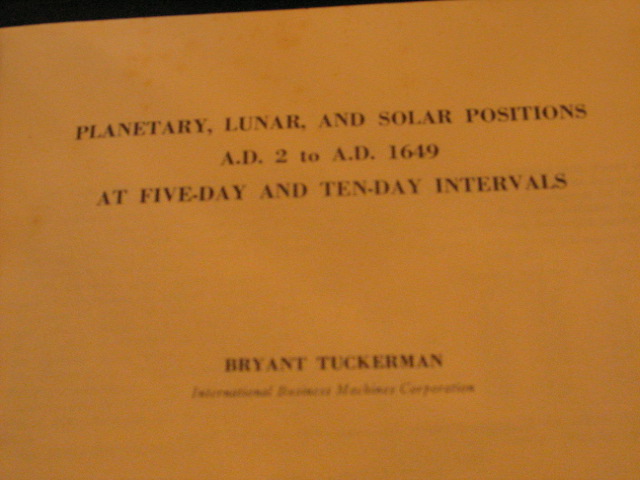 PLANETARY, LUNAR, AND SOLAR POSITIONS
A.D. 2 to A.D. 1649
AT FIVE-DAY AND TEN-DAY INTERVALS
BRYANT TUCKERMAN
International Business Machines Corporation